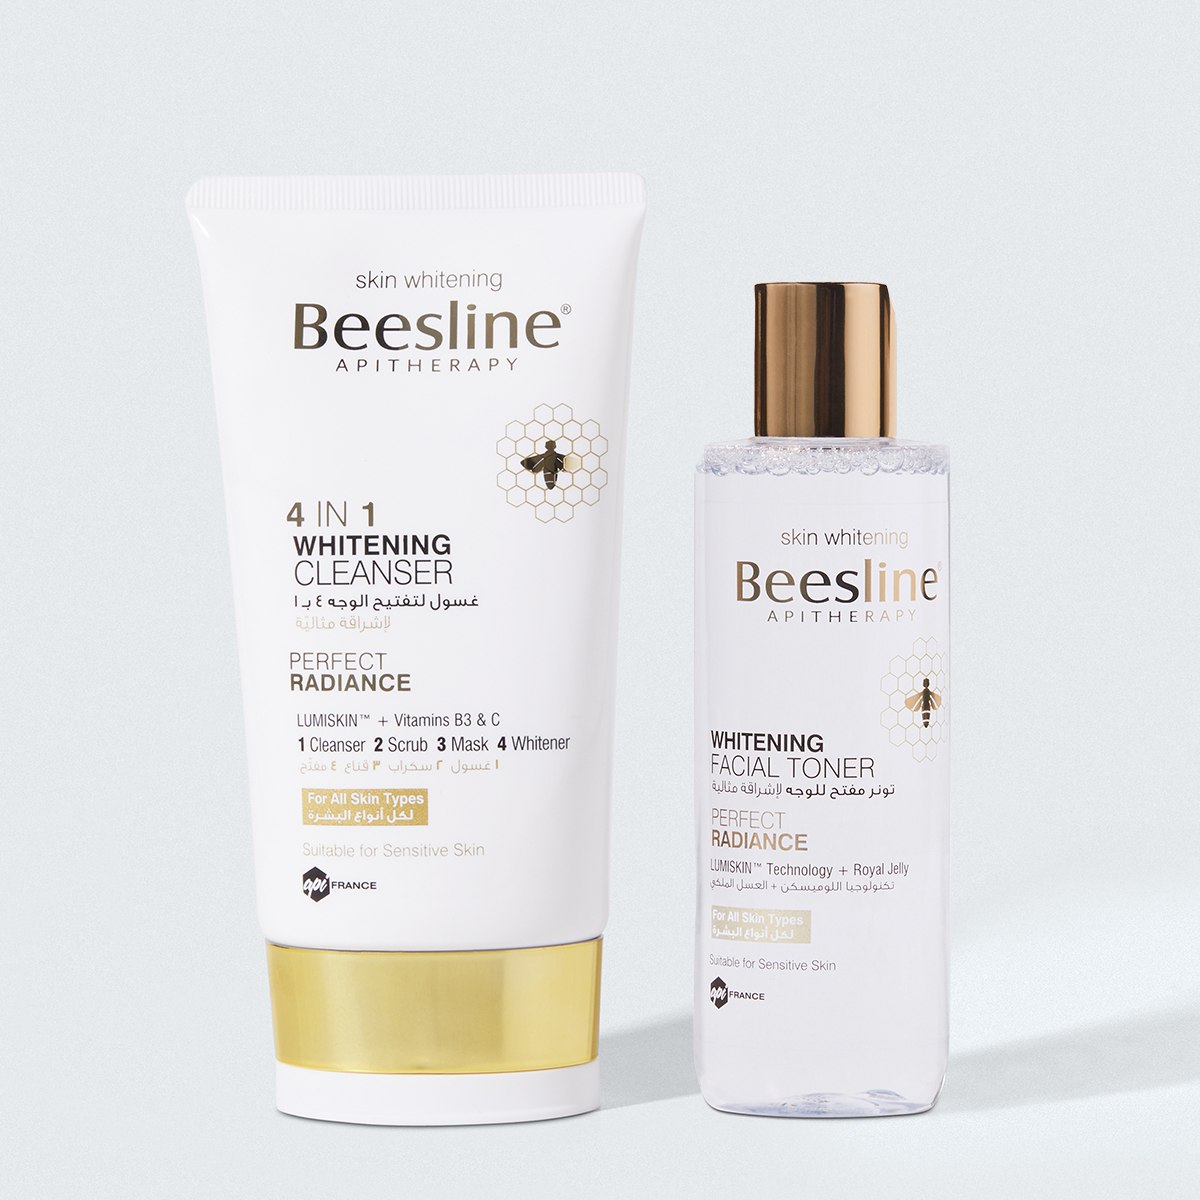 skin whitening
Beesline®
APITHERAPY
4 IN 1
WHITENING
CLEANSER
غسول لتفتيح الوجه ٤ بـ ١
لإشراقة مثاليّة
PERFECT
RADIANCE
LUMISKIN™ + Vitamins B3 & C
1 Cleanser 2 Scrub 3 Mask 4 Whitener
١ غسول ٢ سكراب ٣ قناع ٤ مفتّح
For All Skin Types
لكل أنواع البشرة
Suitable for Sensitive Skin
api FRANCE
skin whitening
Beesline®
APITHERAPY
WHITENING
FACIAL TONER
تونر مفتح للوجه لإشراقة مثالية
PERFECT
RADIANCE
LUMISKIN™ Technology + Royal Jelly
تكنولوجيا اللوميسكن + العسل الملكي
For All Skin Types
لكل أنواع البشرة
Suitable for Sensitive Skin
api FRANCE